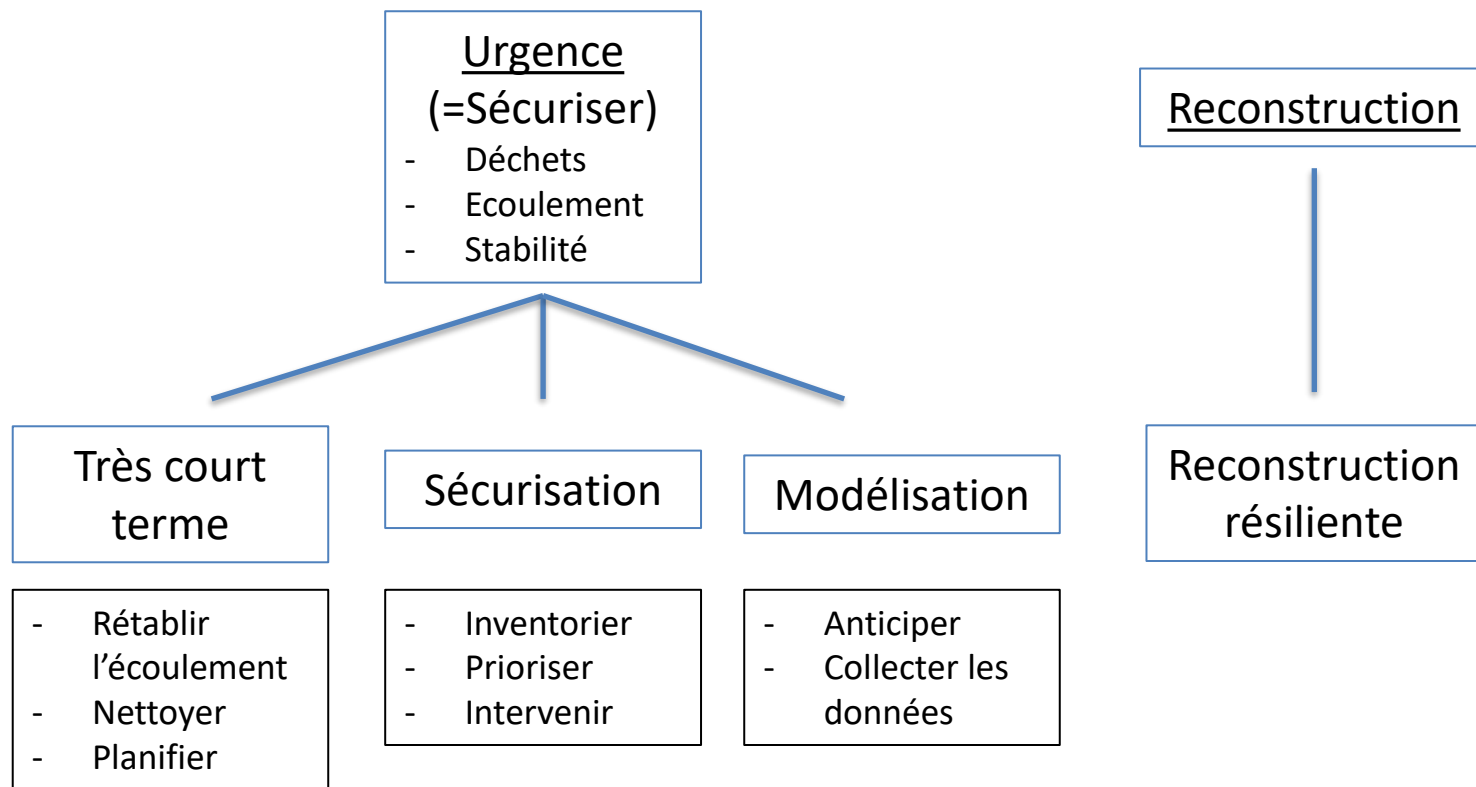 Urgence
(=Sécuriser)
- Déchets
- Ecoulement
- Stabilité
Reconstruction
Très court
terme
Sécurisation
Modélisation
Reconstruction
résiliente
- Rétablir
l’écoulement
- Nettoyer
- Planifier
- Inventorier
- Prioriser
- Intervenir
- Anticiper
- Collecter les
données